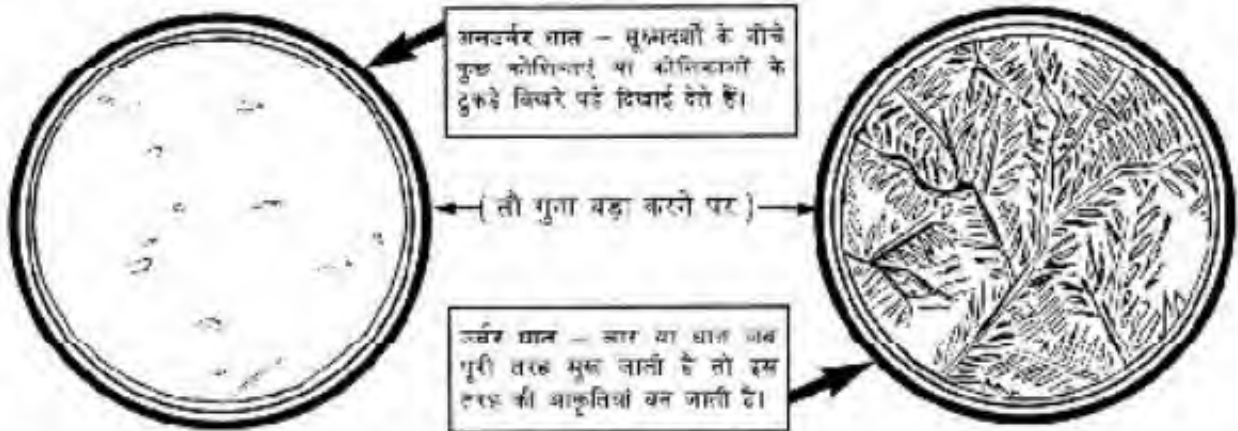 अनउर्वर धात – सूक्ष्मदर्शी के नीचे
कुछ कोशिकाएं या कोशिकाओं के
टुकड़े बिखरे पड़े दिखाई देते हैं।
( सौ गुना बड़ा करने पर )
उर्वर धात – लार या धात जब
पूरी तरह सूख जाती है तो इस
तरह की आकृतियां बन जाती हैं।